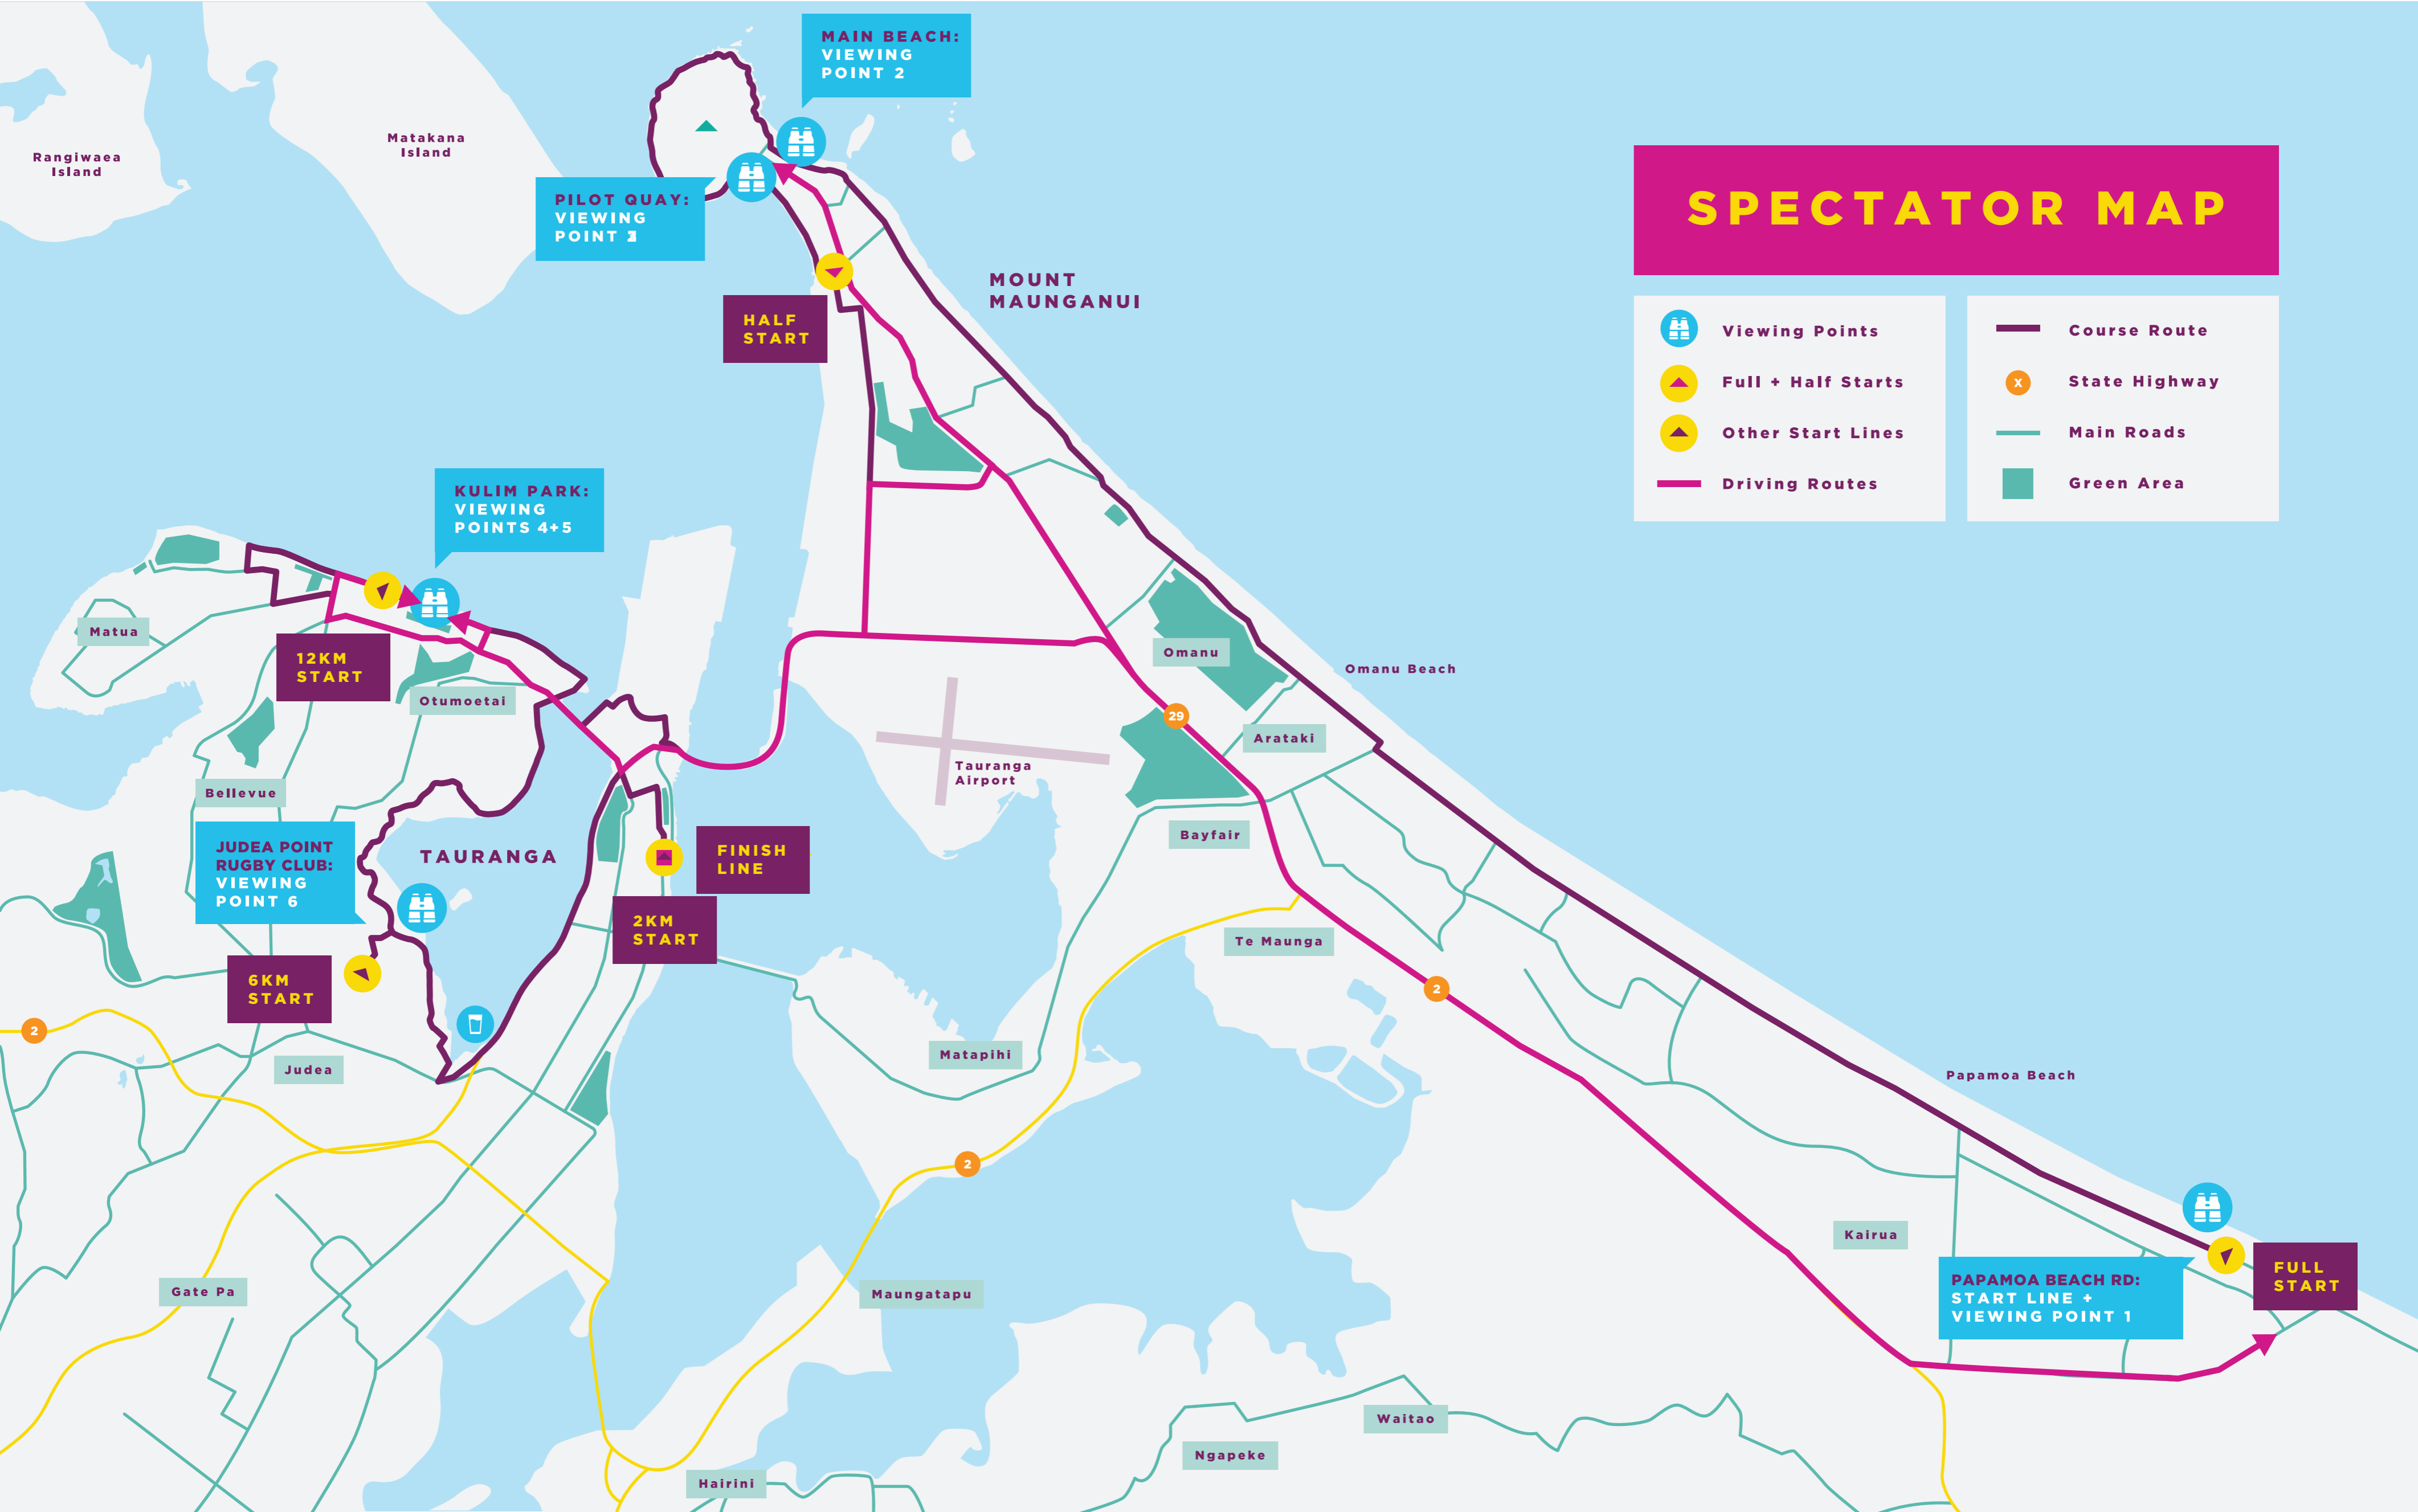 MAIN BEACH:
VIEWING
POINT 2
Rangiwaea
Island
Matakana
Island
PILOT QUAY:
VIEWING
POINT
SPECTATOR MAP
MOUNT
MAUNGANUI
HALF
START
Viewing Points
Full + Half Starts
Other Start Lines
Driving Routes
Course Route
X
State Highway
Main Roads
Green Area
KULIM PARK:
VIEWING
POINTS 4+5
Matua
12KM
START
Otumoetai
Omanu
Omanu Beach
29
Arataki
Tauranga
Airport
Bellevue
Bayfair
JUDEA POINT
RUGBY CLUB:
VIEWING
POINT 6
TAURANGA
FINISH
LINE
2KM
START
Te Maunga
6KM
START
2
2
Judea
Matapihi
Papamoa Beach
2
Kairua
Gate Pa
Maungatapu
PAPAMOA BEACH RD:
START LINE +
VIEWING POINT 1
FULL
START
Waitao
Ngapeke
Hairini